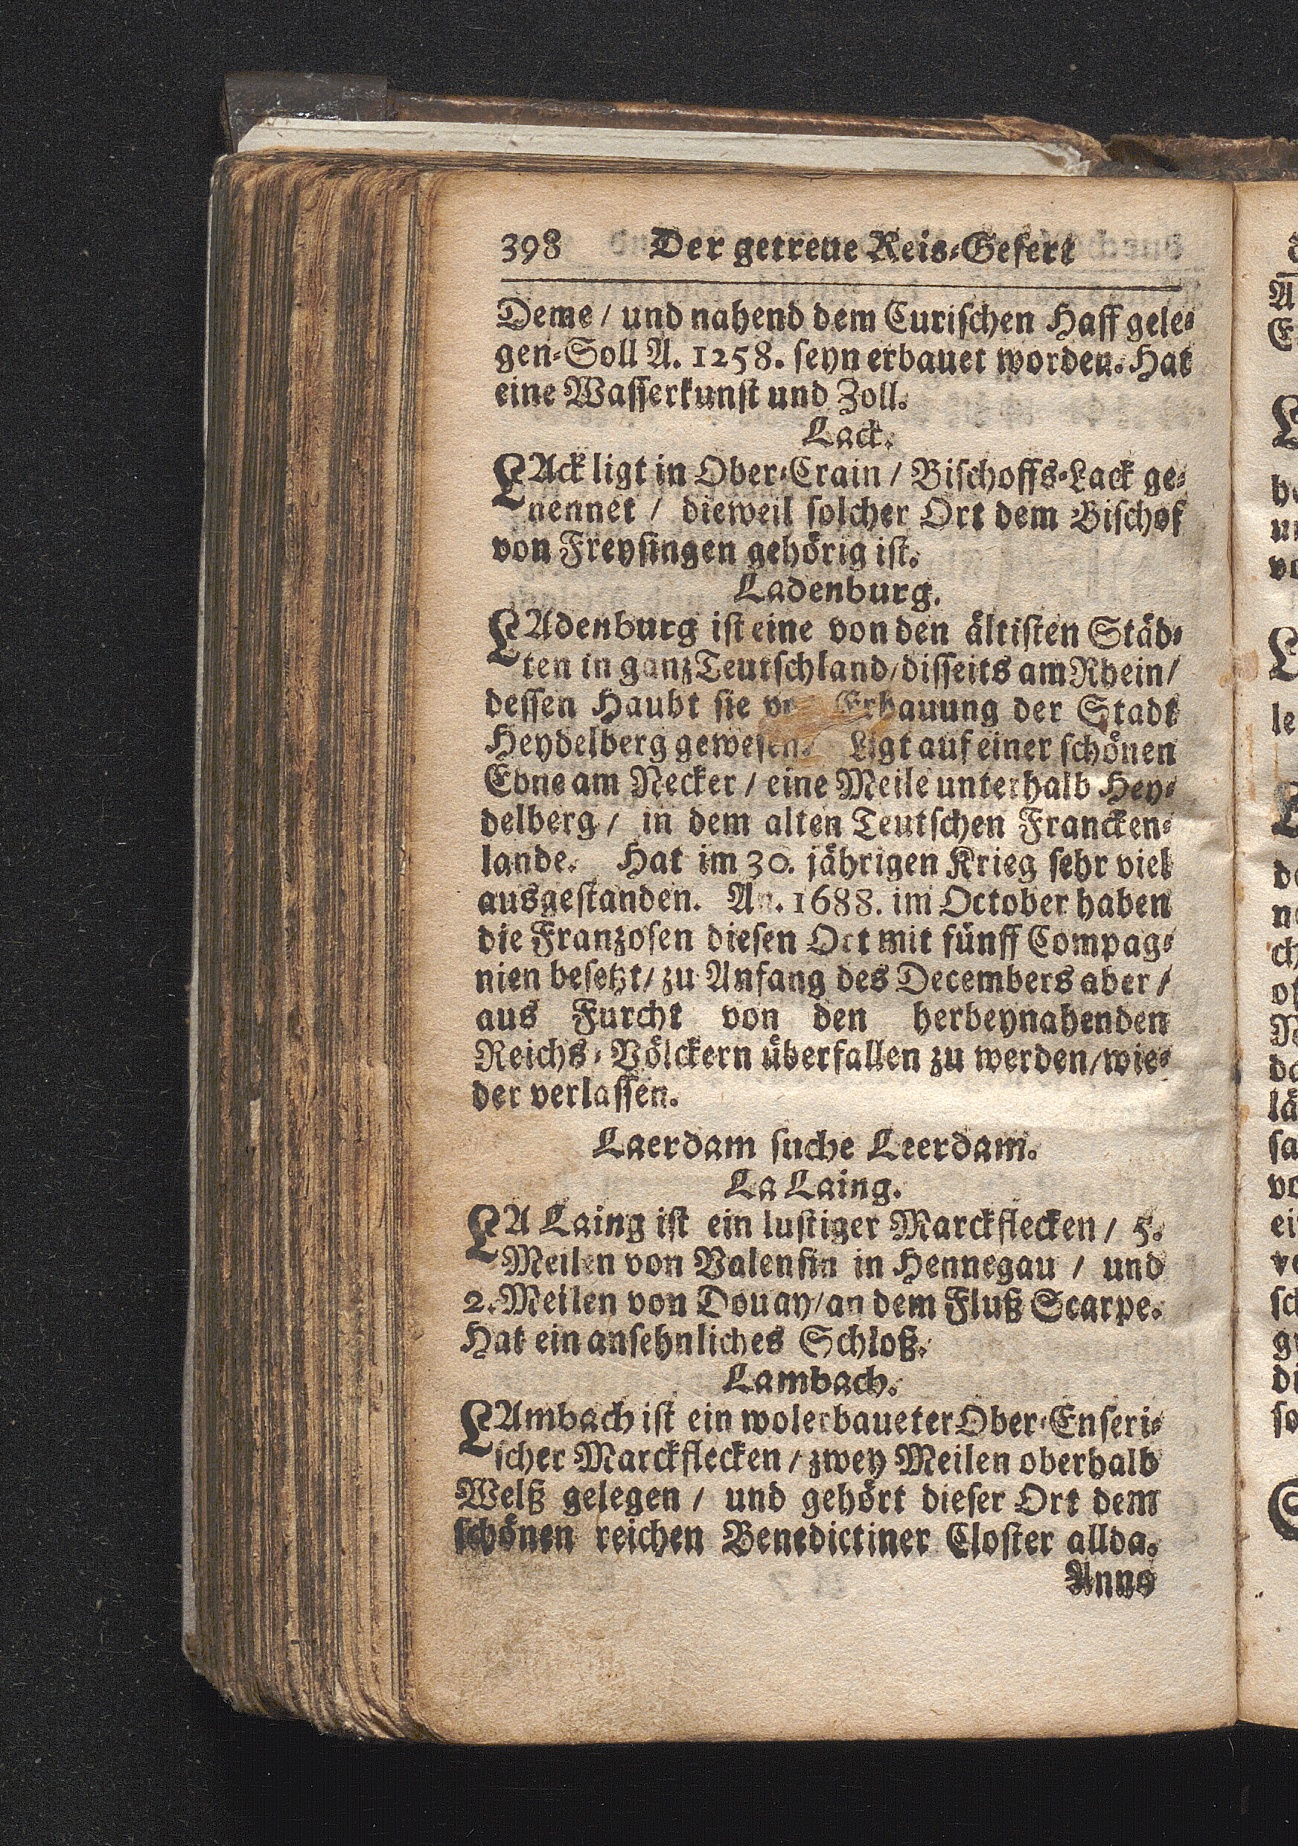 398 Der getreue Reis-Gefert
Deme / und nahend dem Curischen Haff gele-
gen-Soll A. 1258. seyn erbauet worden. Hat
eine Wasserkunst und Zoll.
Lack.
LAck ligt in Ober-Crain / Bischoffs-Lack ge-
nennet / dieweil solcher Ort dem Bischof
von Freysingen gehörig ist.
Ladenburg.
LAdenburg ist eine von den ältisten Städ-
ten in ganz Teutschland/disseits am Rhein/
dessen Haubt sie Erbauung der Stadt
Heydelberg gewesen. Ligt auf einer schönen
Ebne am Necker / eine Meile unterhalb Hey-
delberg / in dem alten Teutschen Francken-
lande. Hat im 30. jährigen Krieg sehr viel
ausgestanden. An. 1688. im October haben
die Franzosen diesen Ort mit fünff Compag-
nien besetzt/ zu Anfang des Decembers aber /
aus Furcht von den herbeynahenden
Reichs-Völckern überfallen zu werden/wie-
der verlassen.
Laerdam suche Leerdam.
La Laing.
LA Laing ist ein lustiger Marckflecken / 5.
Meilen von Valensin in Hennegau / und
2. Meilen von Douay/an dem Fluß Scarpe.
Hat ein ansehnliches Schloß.
Lambach.
LAmbach ist ein wolerbaueter Ober-Enseri-
scher Marckflecken / zwey Meilen oberhalb
Welß gelegen / und gehört dieser Ort dem
schönen reichen Benedictiner Closter allda.
Anno